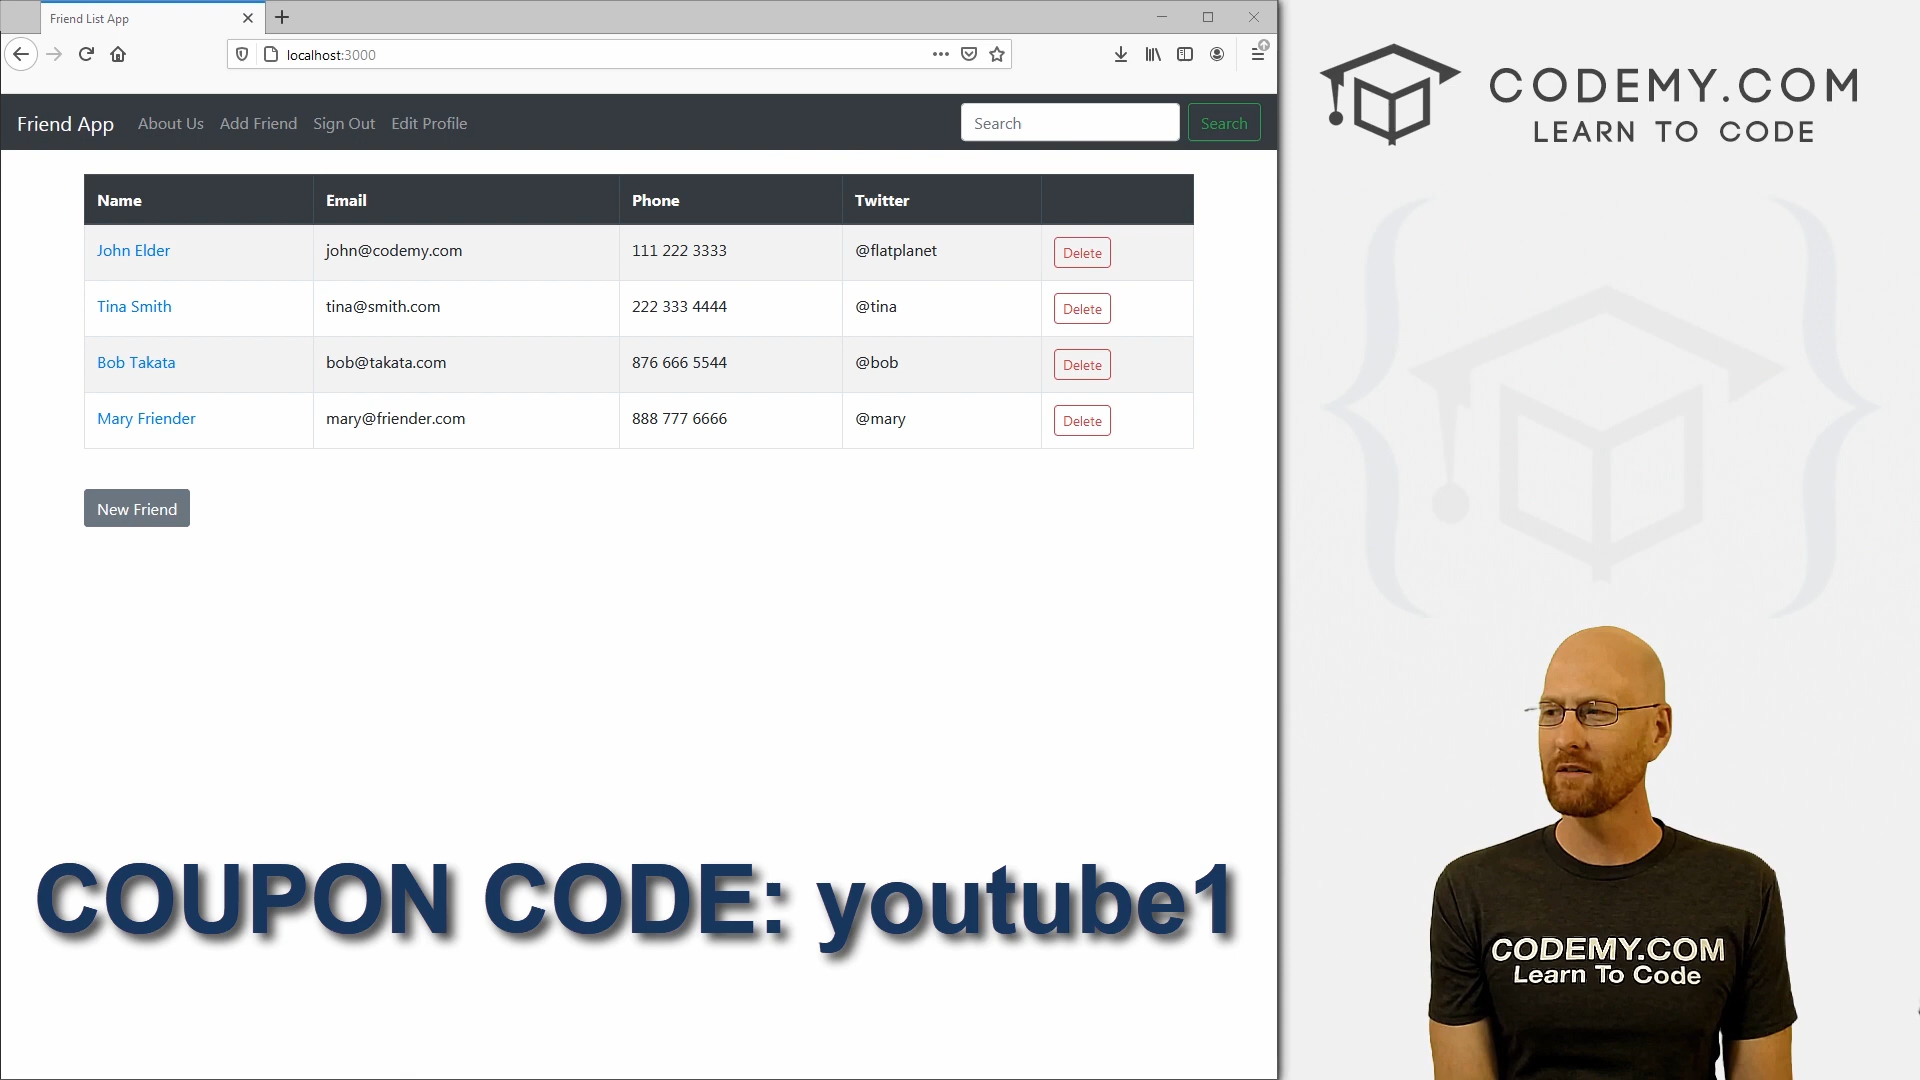 Friend List App
localhost:3000
Friend App About Us Add Friend Sign Out Edit Profile Search Search
Name Email Phone Twitter
John Elder john@codemy.com 111 222 3333 @flatplanet Delete
Tina Smith tina@smith.com 222 333 4444 @tina Delete
Bob Takata bob@takata.com 876 666 5544 @bob Delete
Mary Friender mary@friender.com 888 777 6666 @mary Delete
New Friend
COUPON CODE: youtube1
CODEMY.COM
LEARN TO CODE
CODEMY.COM
Learn To Code